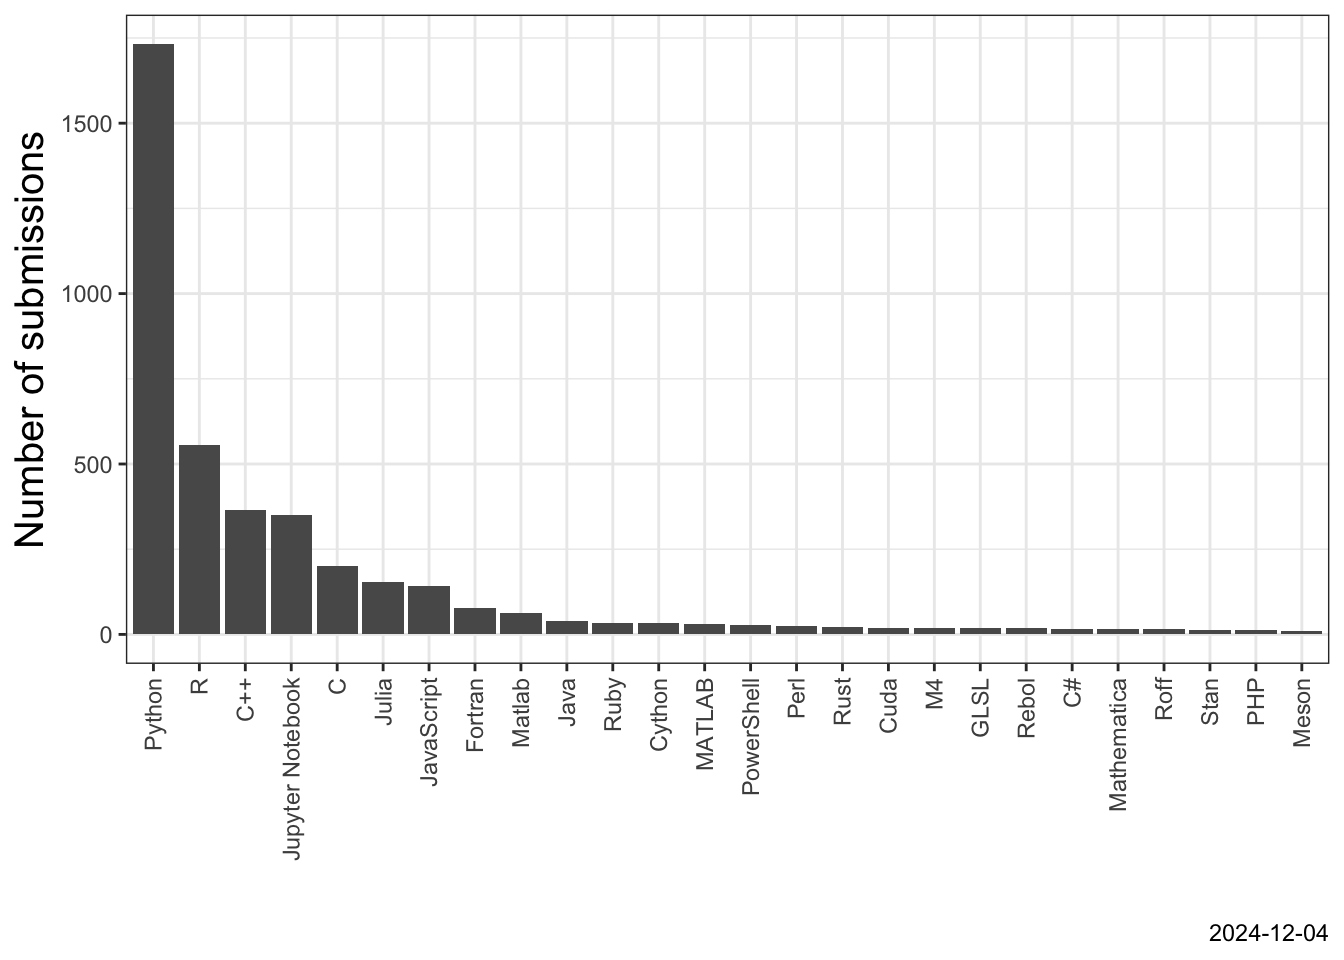 Number of submissions
1500
1000
500
0
Python
R
C++
Jupyter Notebook
C
Julia
JavaScript
Fortran
Matlab
Java
Ruby
Cython
MATLAB
PowerShell
Perl
Rust
Cuda
M4
GLSL
Rebol
C#
Mathematica
Roff
Stan
PHP
Meson
2024-12-04